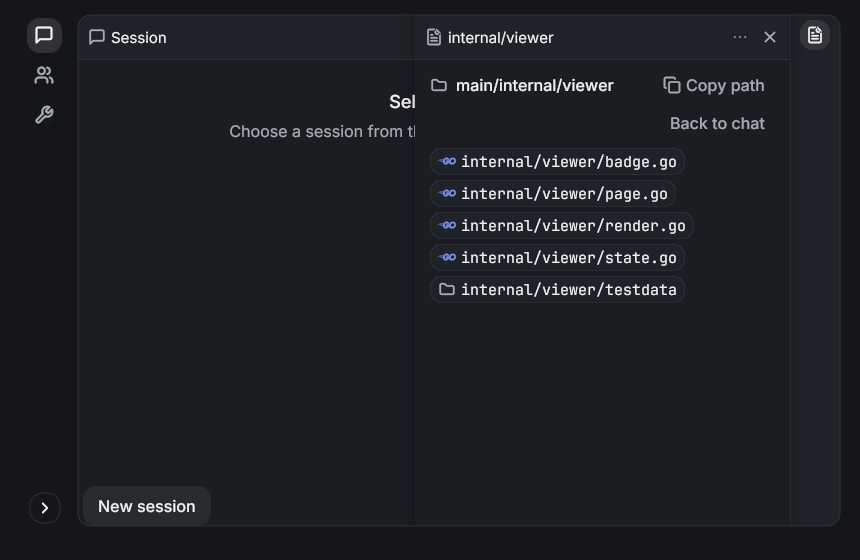 Session
Sel
Choose a session from t
New session
internal/viewer
main/internal/viewer
Copy path
Back to chat
internal/viewer/badge.go
internal/viewer/page.go
internal/viewer/render.go
internal/viewer/state.go
internal/viewer/testdata